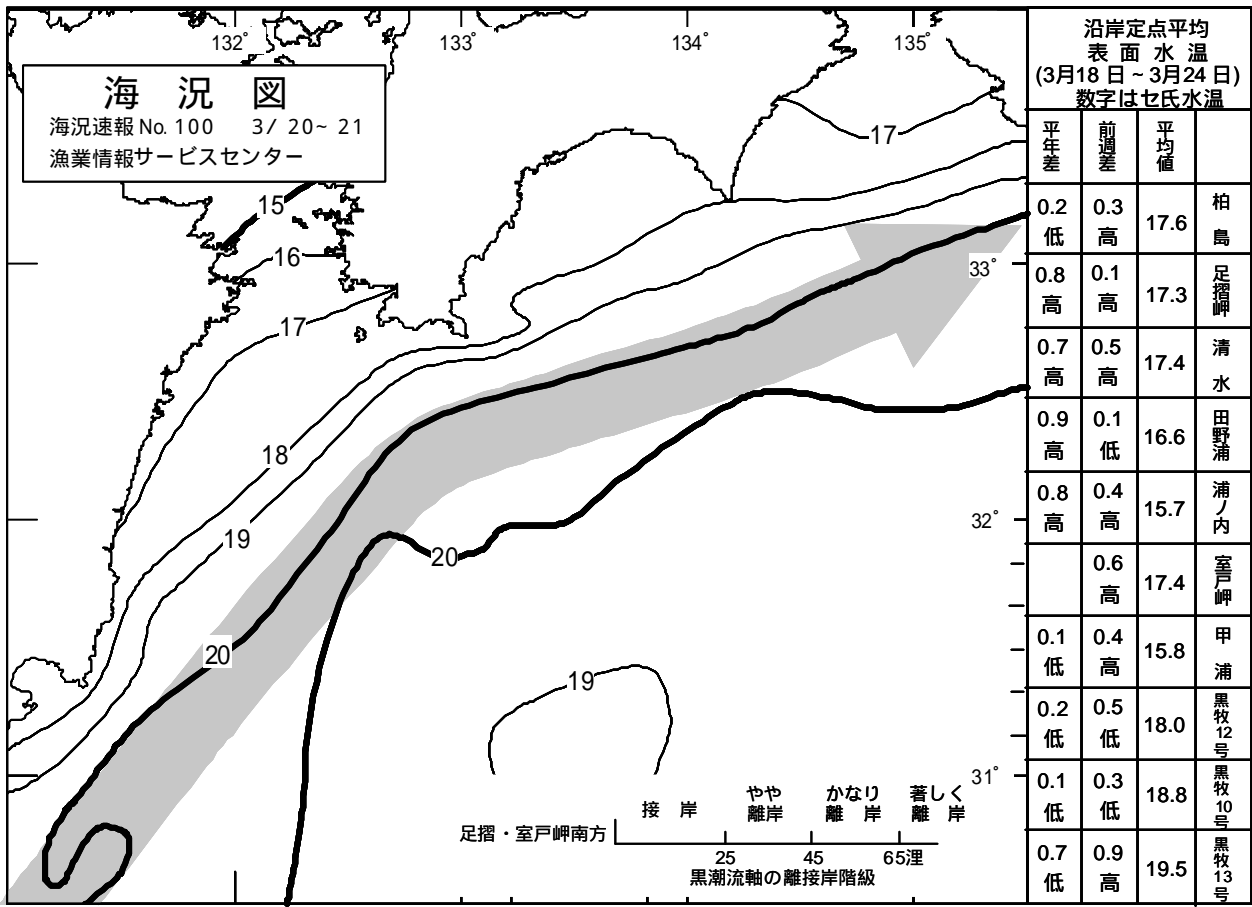 132°
133°
134°
135°
海 況 図
海況速報 No. 100 3/ 20~ 21
漁業情報サービスセンター
17
15
16
17
33°
18
19
32°
20
20
19
31°
接 岸
やや
離岸
かなり
離 岸
著しく
離 岸
足摺・室戸岬南方
25 45 65浬
黒潮流軸の離接岸階級
沿岸定点平均
表 面 水 温
(3月18 日 ~ 3月24 日)
数字はセ氏水温
平年差 前週差 平均値
0.2 低 0.3 高 17.6 柏島
0.8 高 0.1 高 17.3 足摺岬
0.7 高 0.5 高 17.4 清水
0.9 高 0.1 低 16.6 田野浦
0.8 高 0.4 高 15.7 浦ノ内
0.6 高 17.4 室戸岬
0.1 低 0.4 高 15.8 甲浦
0.2 低 0.5 低 18.0 黒牧12号
0.1 低 0.3 低 18.8 黒牧10号
0.7 低 0.9 高 19.5 黒牧13号